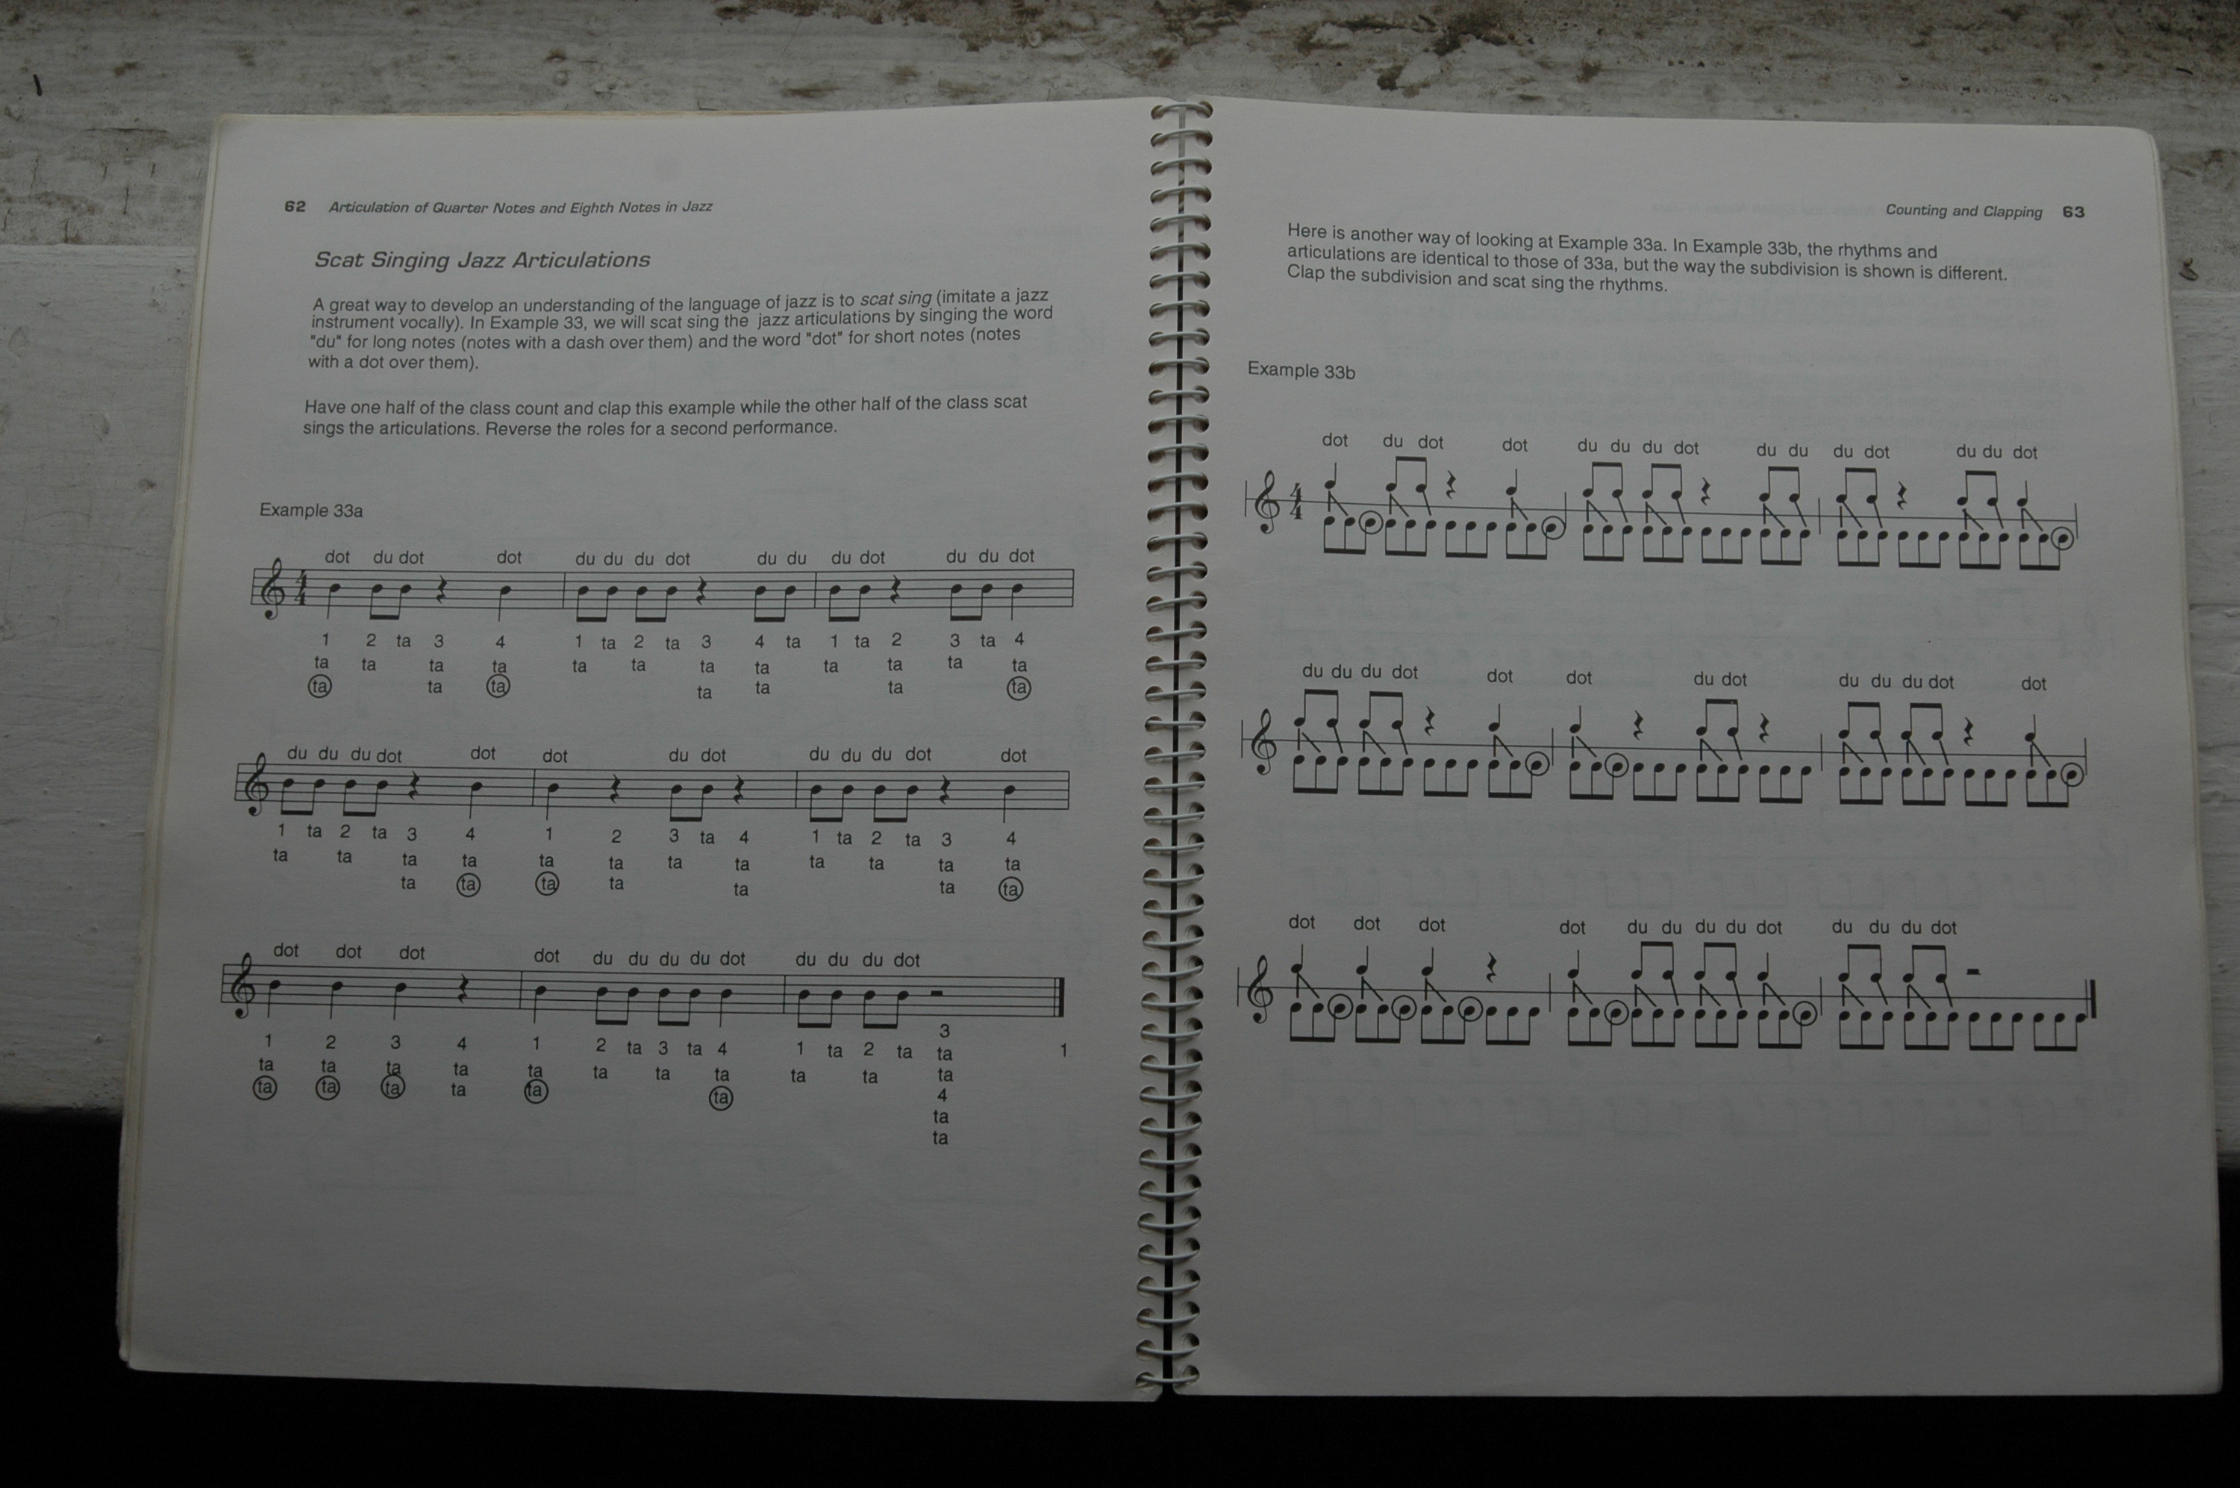 62 Articulation of Quarter Notes and Eighth Notes in Jazz
Scat Singing Jazz Articulations
A great way to develop an understanding of the language of jazz is to scat sing (imitate a jazz
instrument vocally). In Example 33, we will scat sing the jazz articulations by singing the word
"du" for long notes (notes with a dash over them) and the word "dot" for short notes (notes
with a dot over them).
Have one half of the class count and clap this example while the other half of the class scat
sings the articulations. Reverse the roles for a second performance.
Example 33a
dot du dot dot du du du dot du du du dot du du dot
4
4
1 2 ta 3 4 1 ta 2 ta 3 4 ta 1 ta 2 3 ta 4
ta ta ta ta ta ta ta ta ta ta ta ta
ta ta ta ta ta ta ta
du du du dot dot dot du dot du du du dot dot
1 ta 2 ta 3 4 1 2 3 ta 4 1 ta 2 ta 3 4
ta ta ta ta ta ta ta ta ta ta ta ta
ta ta ta ta ta ta ta
dot dot dot dot du du du du dot du du du dot
1 2 3 4 1 2 ta 3 ta 4 1 ta 2 ta 3 1
ta ta ta ta ta ta ta ta ta ta ta
ta ta ta ta ta ta ta
4
ta
ta
Counting and Clapping 63
Here is another way of looking at Example 33a. In Example 33b, the rhythms and
articulations are identical to those of 33a, but the way the subdivision is shown is different.
Clap the subdivision and scat sing the rhythms.
Example 33b
dot du dot dot du du du dot du du du dot du du dot
4
4
du du du dot dot dot du dot du du du dot dot
dot dot dot dot du du du du dot du du du dot